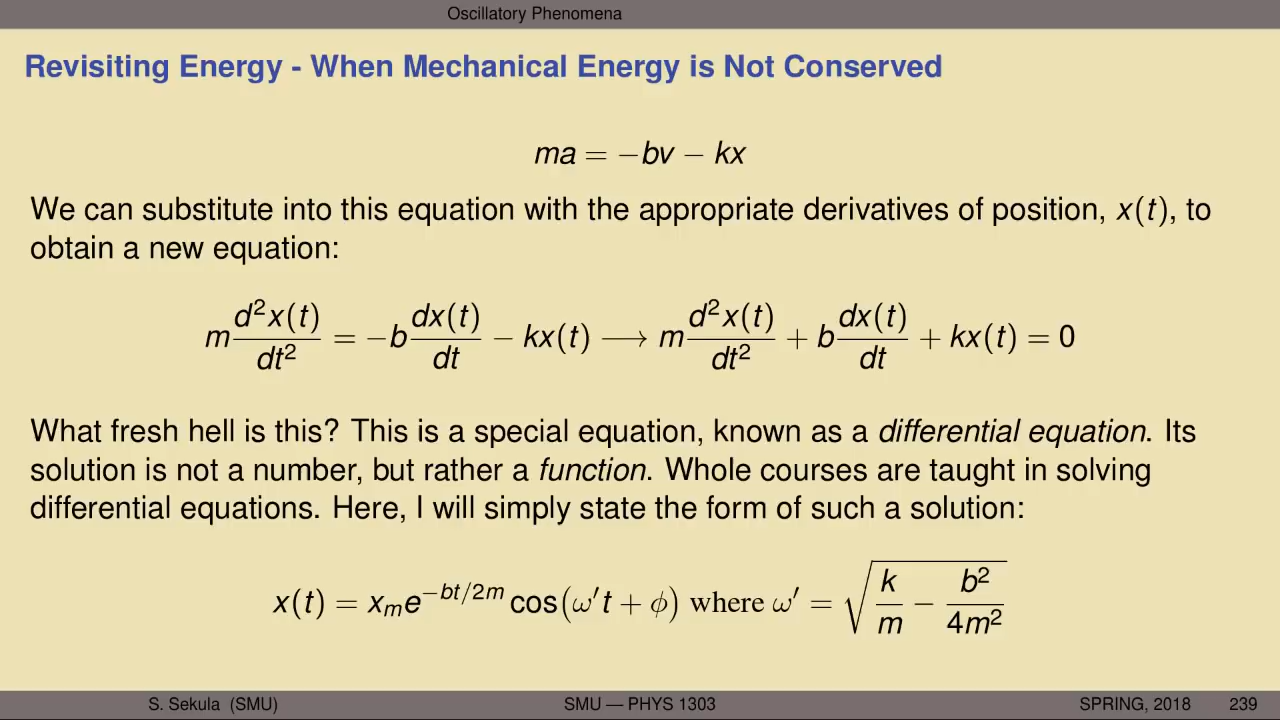 Oscillatory Phenomena
Revisiting Energy - When Mechanical Energy is Not Conserved
ma = −bv − kx
We can substitute into this equation with the appropriate derivatives of position, x(t), to
obtain a new equation:
m d²x(t)/dt² = −b dx(t)/dt − kx(t) ⟶ m d²x(t)/dt² + b dx(t)/dt + kx(t) = 0
What fresh hell is this? This is a special equation, known as a differential equation. Its
solution is not a number, but rather a function. Whole courses are taught in solving
differential equations. Here, I will simply state the form of such a solution:
x(t) = xₘe^(−bt/2m) cos(ω′t + ϕ) where ω′ = √(k/m − b²/4m²)
S. Sekula (SMU) SMU — PHYS 1303 SPRING, 2018 239